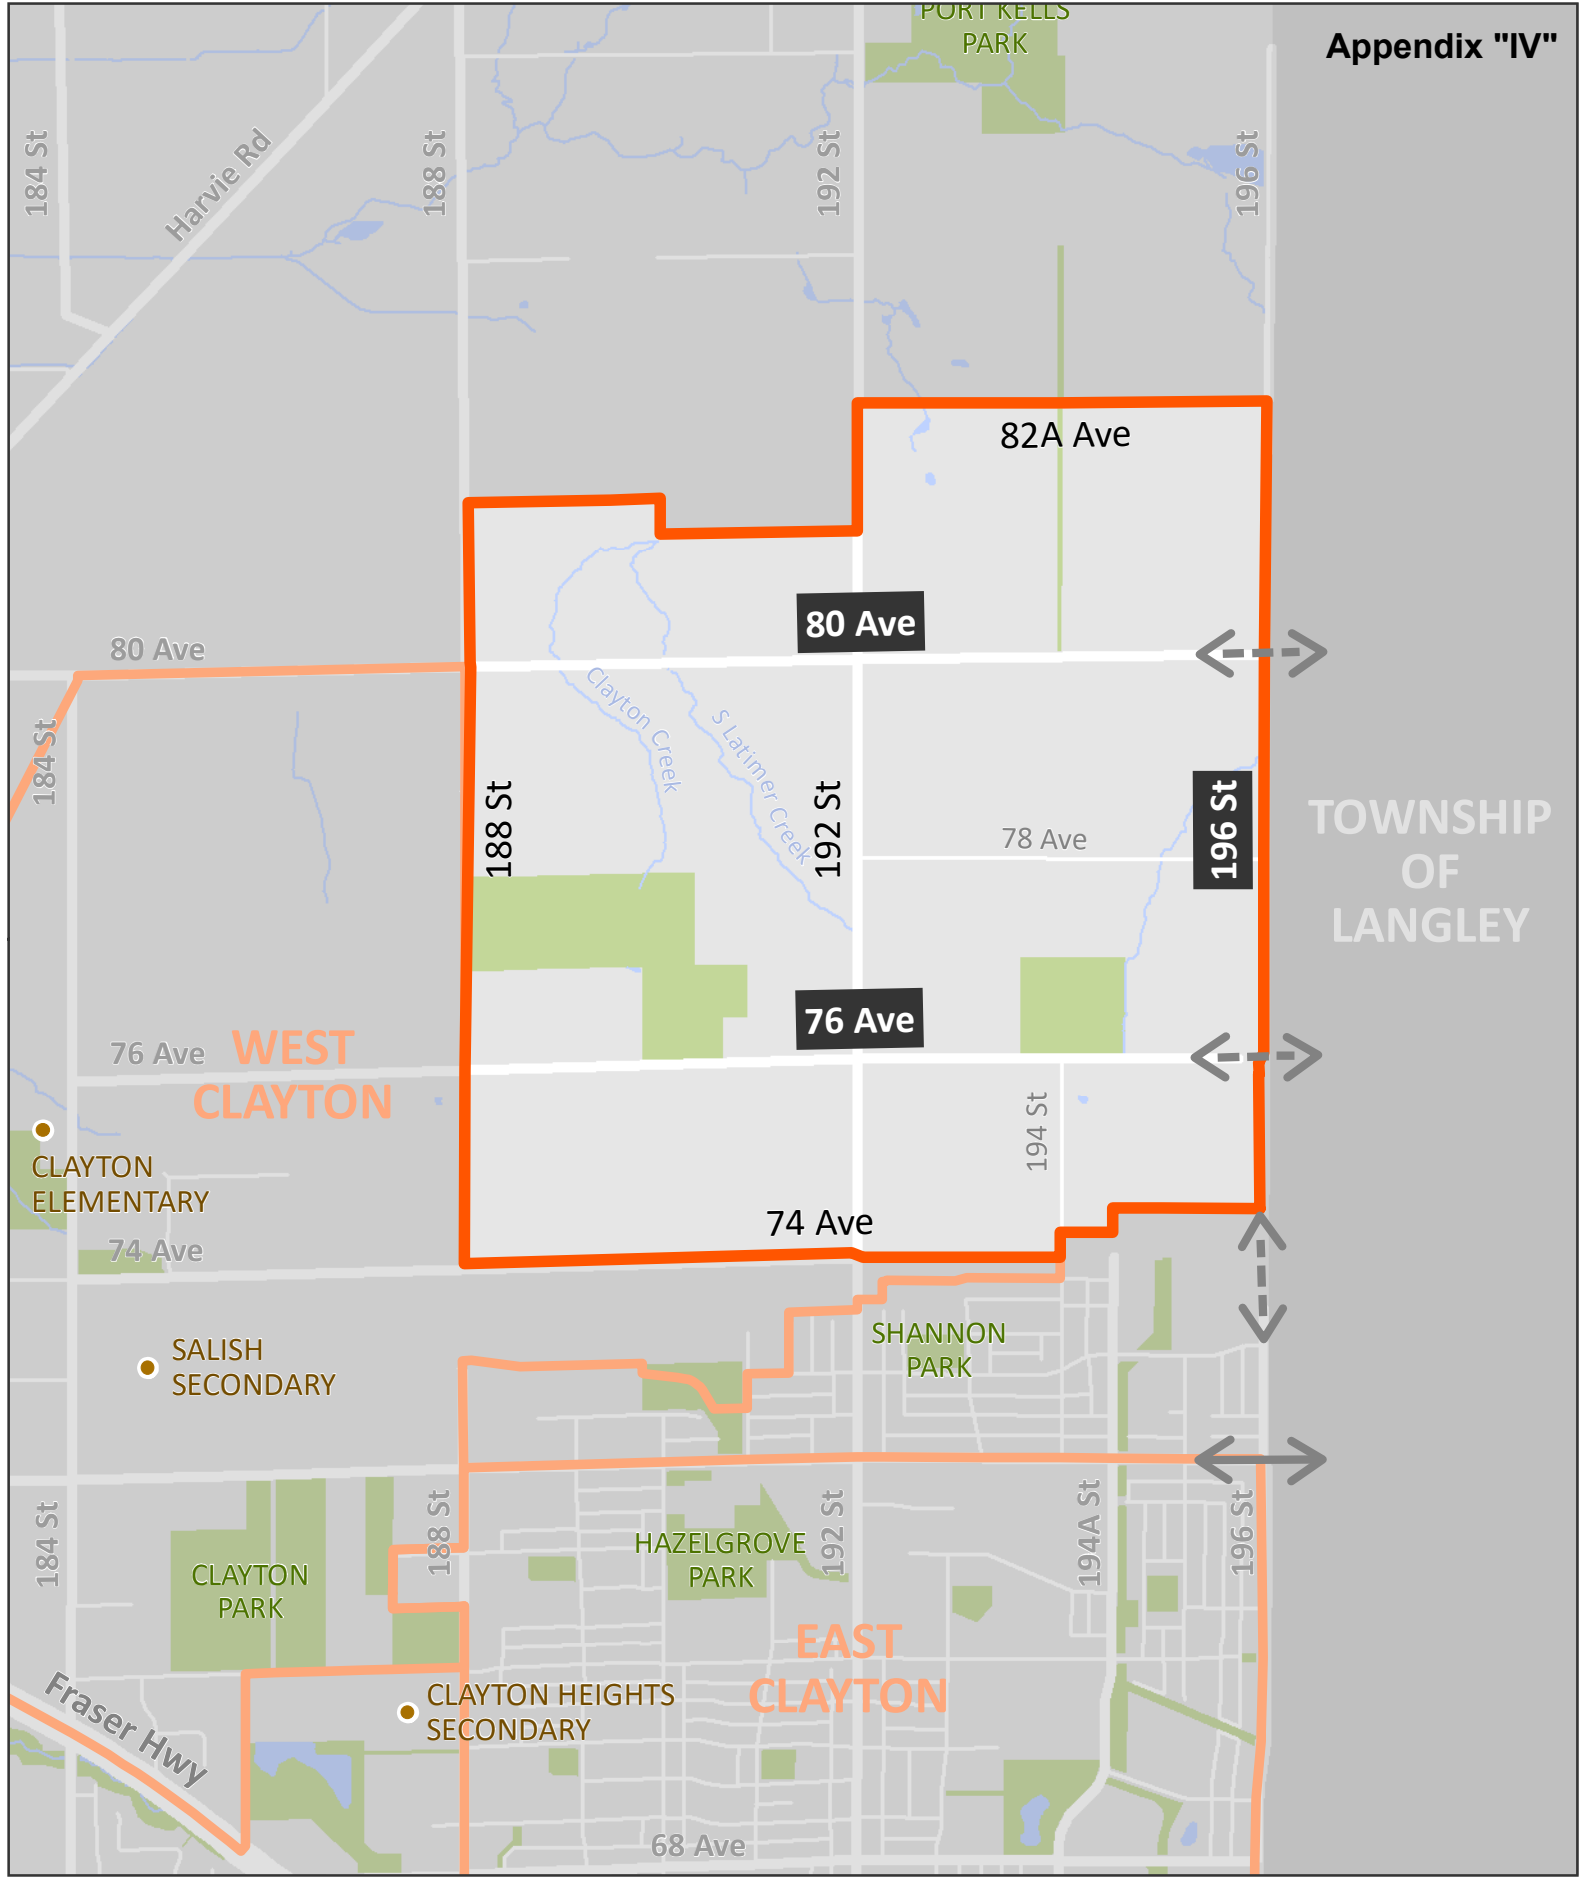 PORT KELLS
PARK
Appendix "IV"
184 St
Harvie Rd
188 St
192 St
196 St
82A Ave
80 Ave
80 Ave
184 St
Clayton Creek
S Latimer Creek
188 St
192 St
78 Ave
196 St
TOWNSHIP
OF
LANGLEY
76 Ave
76 Ave
WEST
CLAYTON
194 St
CLAYTON
ELEMENTARY
74 Ave
74 Ave
SALISH
SECONDARY
SHANNON
PARK
184 St
188 St
192 St
194A St
196 St
HAZELGROVE
PARK
CLAYTON
PARK
EAST
CLAYTON
Fraser Hwy
CLAYTON HEIGHTS
SECONDARY
68 Ave